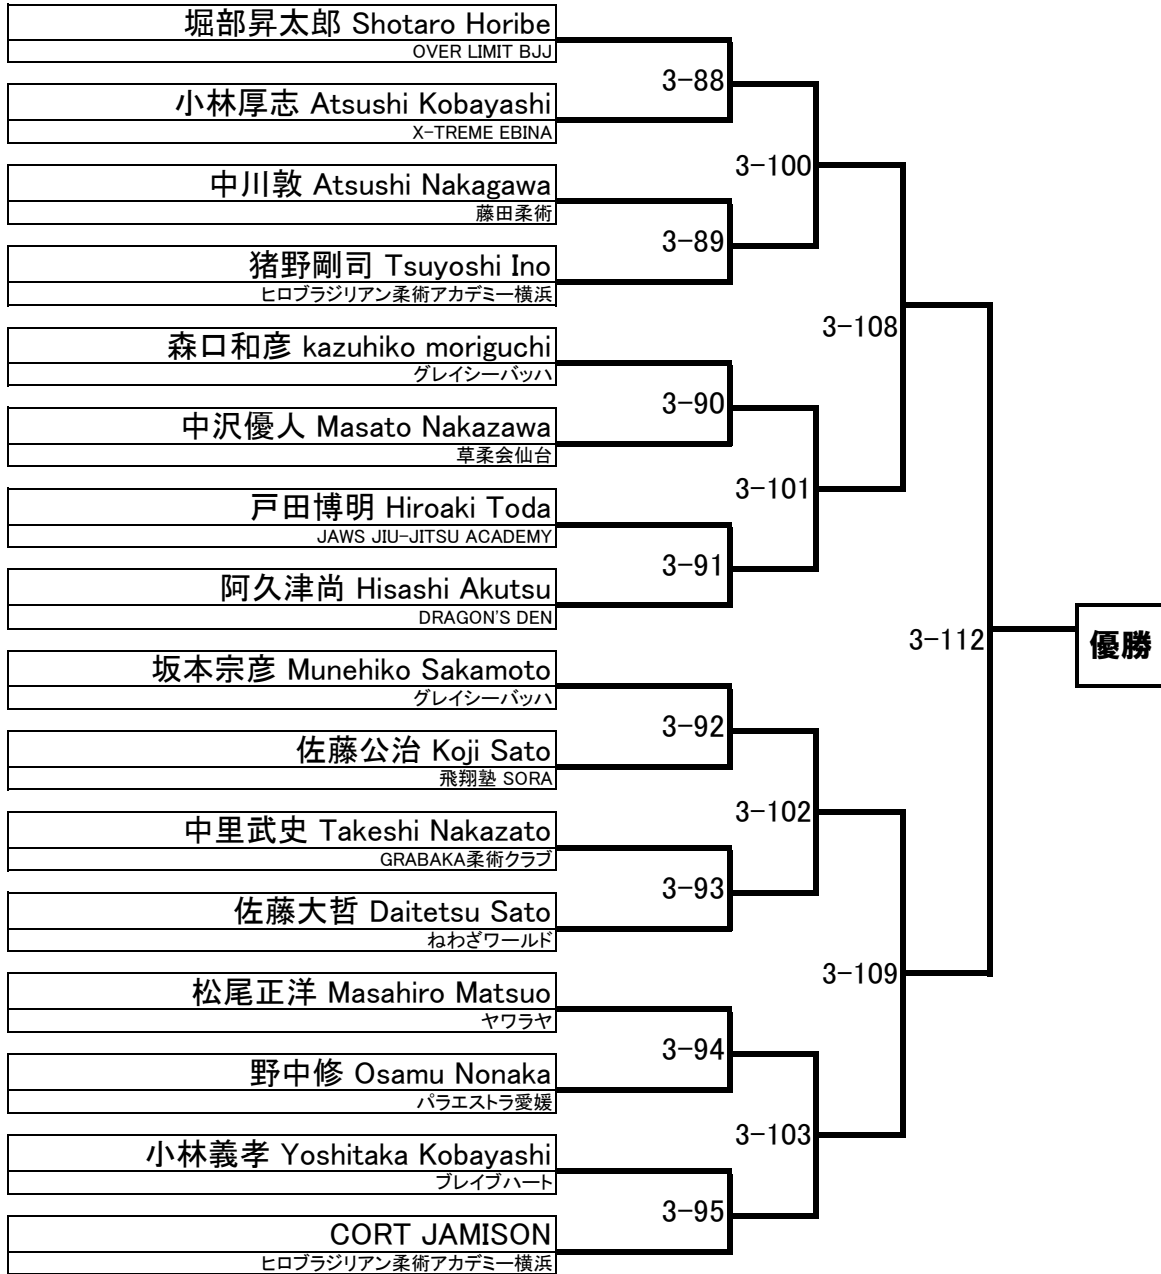 堀部昇太郎 Shotaro Horibe
OVER LIMIT BJJ
3-88
小林厚志 Atsushi Kobayashi
X-TREME EBINA
3-100
中川敦 Atsushi Nakagawa
藤田柔術
3-89
猪野剛司 Tsuyoshi Ino
ヒロブラジリアン柔術アカデミー横浜
3-108
森口和彦 kazuhiko moriguchi
グレイシーバッハ
3-90
中沢優人 Masato Nakazawa
草柔会仙台
3-101
戸田博明 Hiroaki Toda
JAWS JIU-JITSU ACADEMY
3-91
阿久津尚 Hisashi Akutsu
DRAGON'S DEN
3-112
優勝
坂本宗彦 Munehiko Sakamoto
グレイシーバッハ
3-92
佐藤公治 Koji Sato
飛翔塾 SORA
3-102
中里武史 Takeshi Nakazato
GRABAKA柔術クラブ
3-93
佐藤大哲 Daitetsu Sato
ねわざワールド
3-109
松尾正洋 Masahiro Matsuo
ヤワラヤ
3-94
野中修 Osamu Nonaka
パラエストラ愛媛
3-103
小林義孝 Yoshitaka Kobayashi
ブレイブハート
3-95
CORT JAMISON
ヒロブラジリアン柔術アカデミー横浜